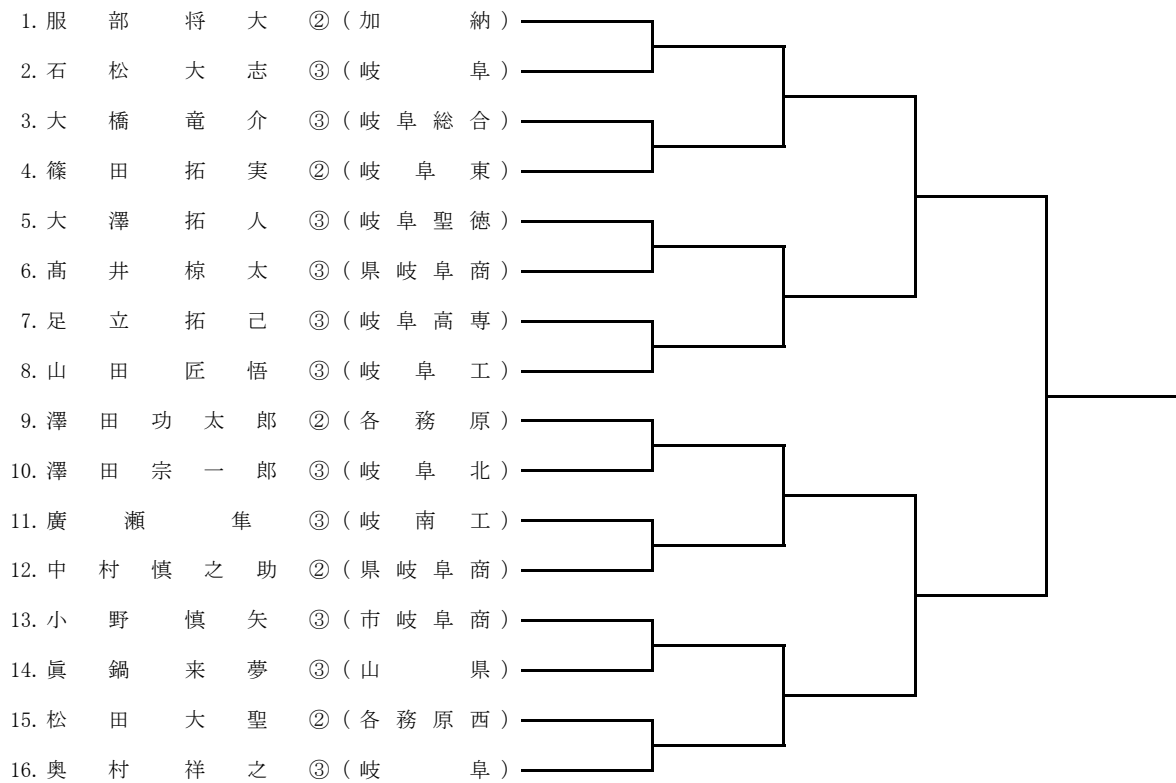 1. 服部将大 ②(加納)
2. 石松大志 ③(岐阜)
3. 大橋竜介 ③(岐阜総合)
4. 篠田拓実 ②(岐阜東)
5. 大澤拓人 ③(岐阜聖徳)
6. 髙井椋太 ③(県岐阜商)
7. 足立拓己 ③(岐阜高専)
8. 山田匠悟 ③(岐阜工)
9. 澤田功太郎 ②(各務原)
10. 澤田宗一郎 ③(岐阜北)
11. 廣瀬隼 ③(岐南工)
12. 中村慎之助 ②(県岐阜商)
13. 小野慎矢 ③(市岐阜商)
14. 眞鍋来夢 ③(山県)
15. 松田大聖 ②(各務原西)
16. 奥村祥之 ③(岐阜)